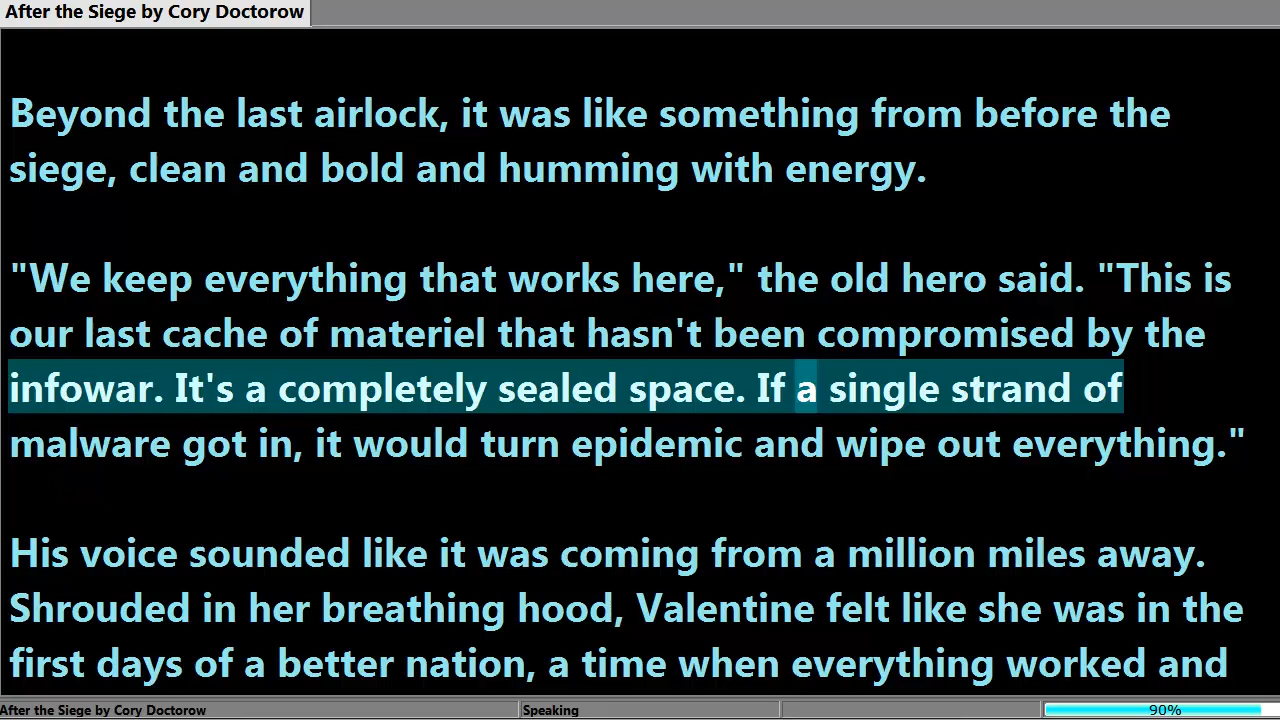 After the Siege by Cory Doctorow
Beyond the last airlock, it was like something from before the
siege, clean and bold and humming with energy.
"We keep everything that works here," the old hero said. "This is
our last cache of materiel that hasn't been compromised by the
infowar. It's a completely sealed space. If a single strand of
malware got in, it would turn epidemic and wipe out everything."
His voice sounded like it was coming from a million miles away.
Shrouded in her breathing hood, Valentine felt like she was in the
first days of a better nation, a time when everything worked and
After the Siege by Cory Doctorow
Speaking
90%